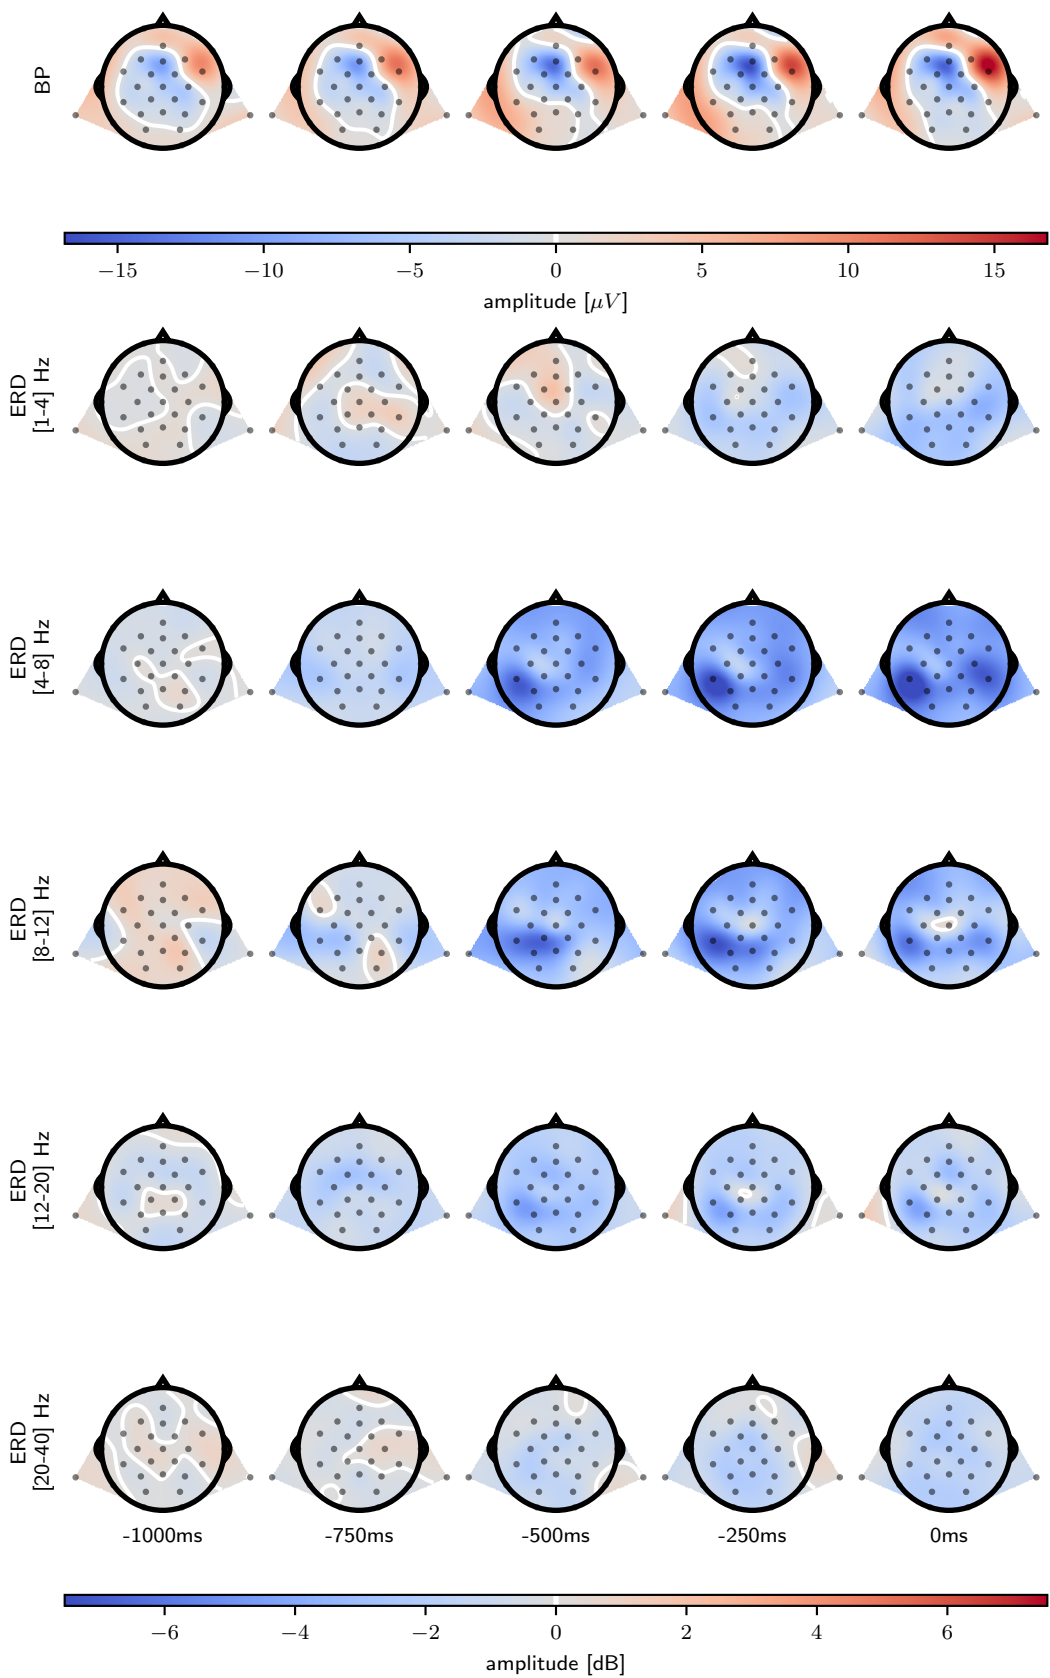 BP
−15 −10 −5 0 5 10 15
amplitude [μV]
ERD
[1–4] Hz
ERD
[4–8] Hz
ERD
[8-12] Hz
ERD
[12-20] Hz
ERD
[20-40] Hz
-1000ms -750ms -500ms -250ms 0ms
−6 −4 −2 0 2 4 6
amplitude [dB]